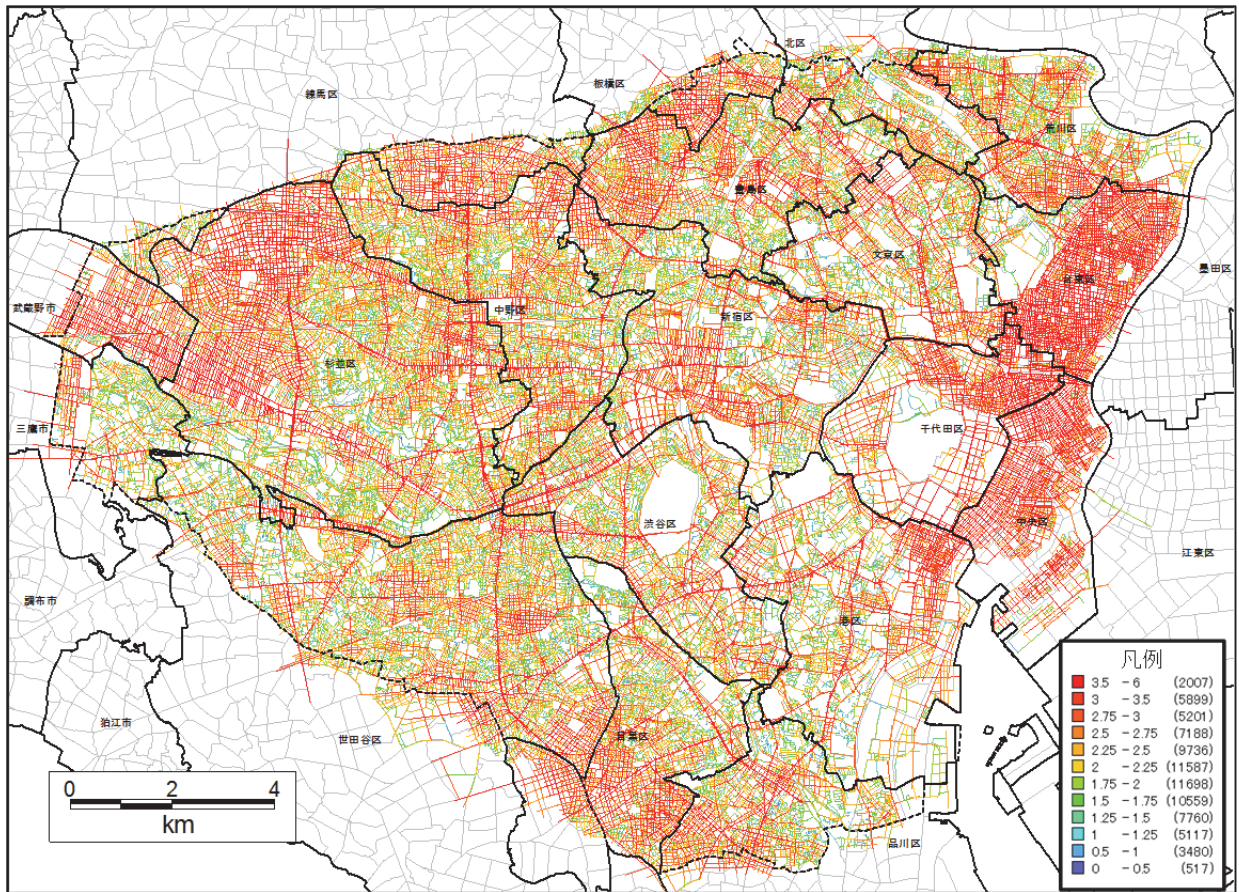 北区
板橋区
練馬区
荒川区
豊島区
文京区
墨田区
台東区
武蔵野市
中野区
新宿区
杉並区
千代田区
三鷹市
渋谷区
中央区
江東区
調布市
港区
狛江市
世田谷区
目黒区
品川区
凡例
3.5 - 6 (2007)
3 - 3.5 (5899)
2.75 - 3 (5201)
2.5 - 2.75 (7188)
2.25 - 2.5 (9736)
2 - 2.25 (11587)
1.75 - 2 (11698)
1.5 - 1.75 (10559)
1.25 - 1.5 (7760)
1 - 1.25 (5117)
0.5 - 1 (3480)
0 - 0.5 (517)
0 2 4
km